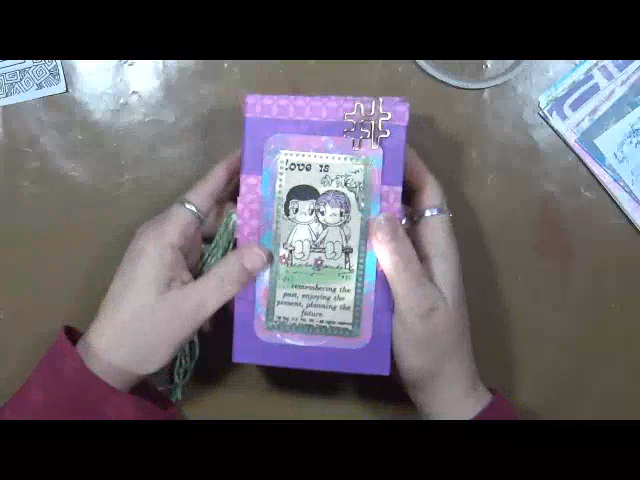 love is
remembering the
past, enjoying the
present, planning the
future